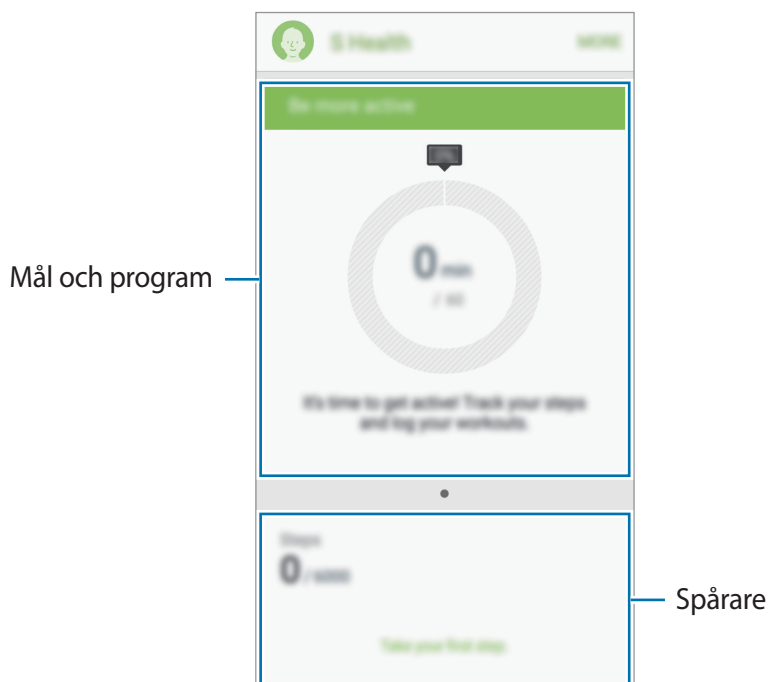 S Health
MORE
Be more active
Mål och program
0 min
/ 60
It's time to get active! Track your steps
and log your workouts.
Steps
0 / 6000
Spårare
Take your first step.